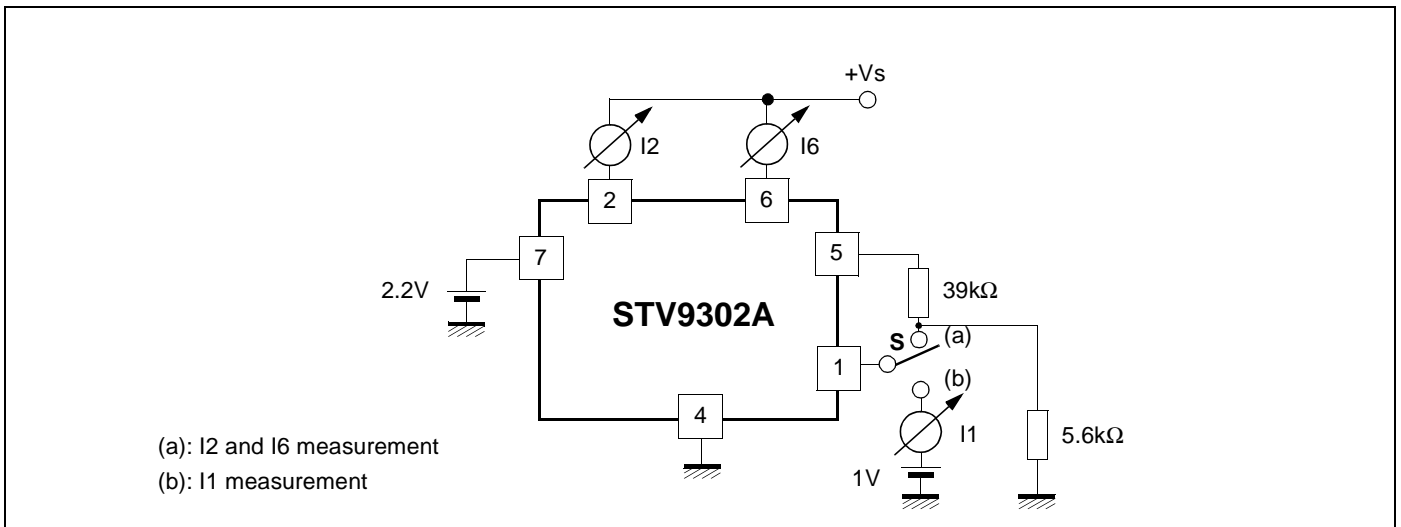 +Vs
I2
I6
2
6
7
5
2.2V
39kΩ
STV9302A
S
(a)
1
(b)
4
I1
5.6kΩ
1V
(a): I2 and I6 measurement
(b): I1 measurement